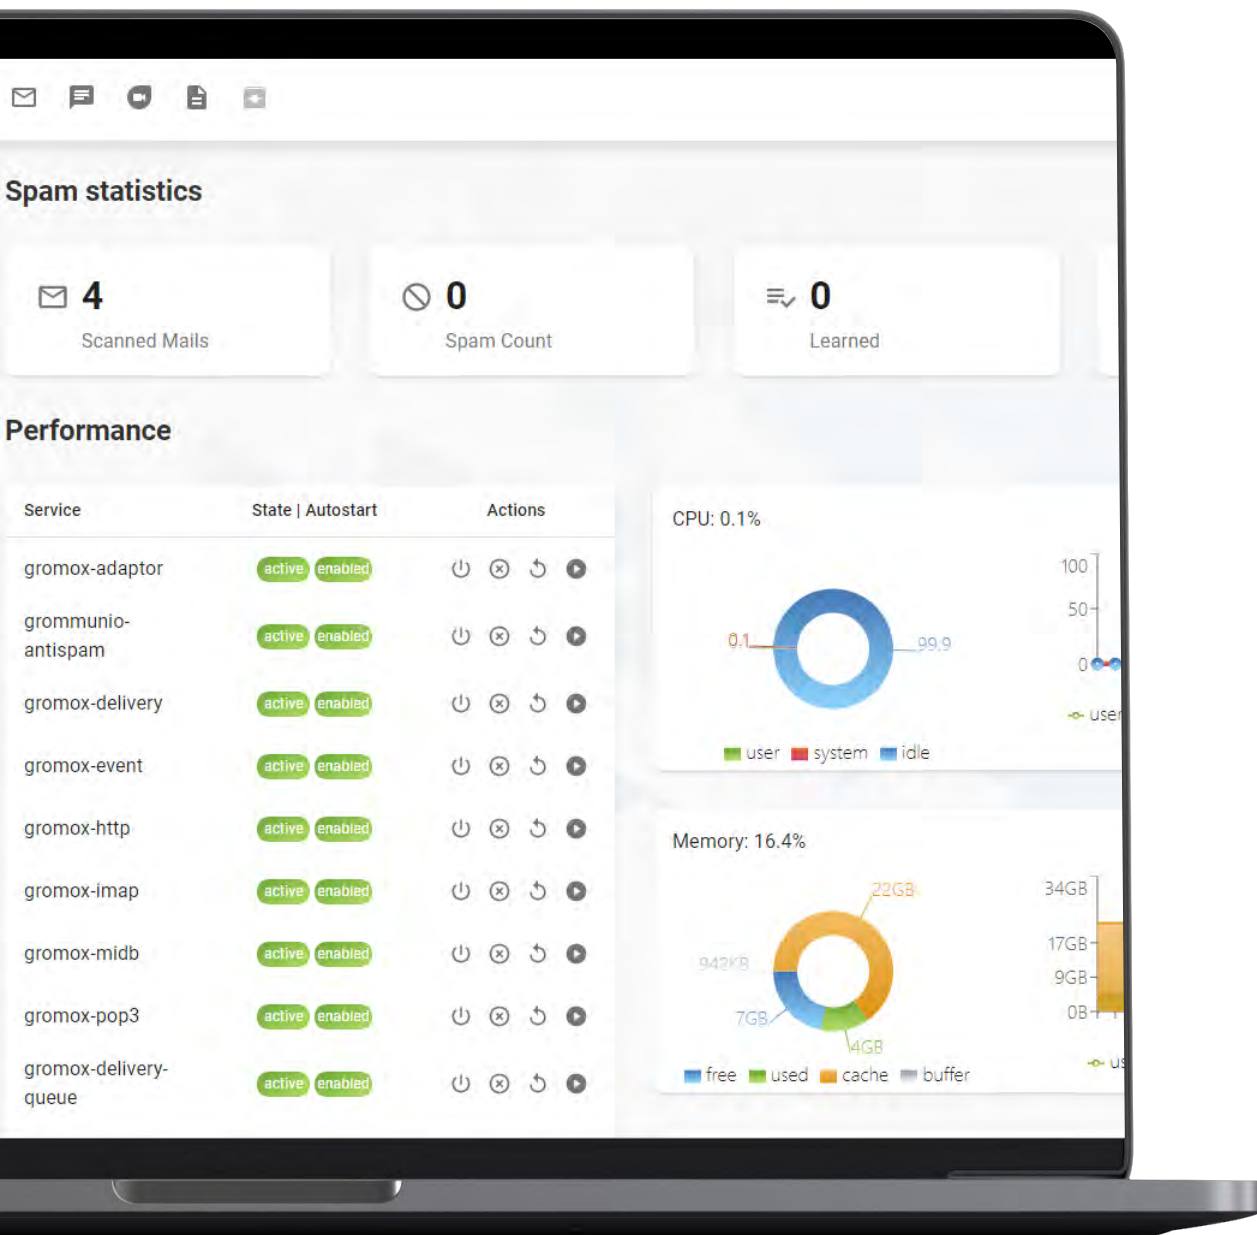 Spam statistics
4
Scanned Mails
0
Spam Count
0
Learned
Performance
Service State | Autostart Actions
gromox-adaptor active enabled
grommunio-
antispam
active enabled
gromox-delivery active enabled
gromox-event active enabled
gromox-http active enabled
gromox-imap active enabled
gromox-midb active enabled
gromox-pop3 active enabled
gromox-delivery-
queue
active enabled
CPU: 0.1%
0.1
99.9
user system idle
100
50
0
user
Memory: 16.4%
22GB
942KB
7GB
4GB
free used cache buffer
34GB
17GB
9GB
0B
us